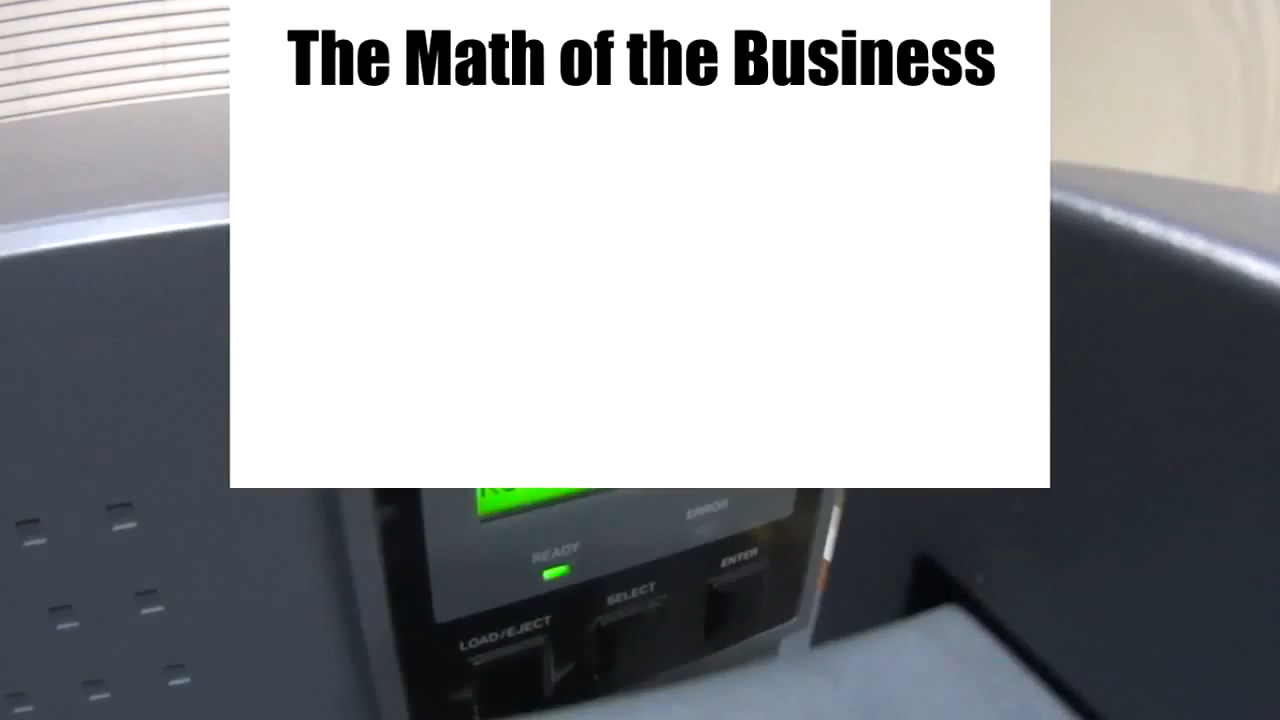 The Math of the Business
ERROR
READY
ENTER
SELECT
LOAD/EJECT